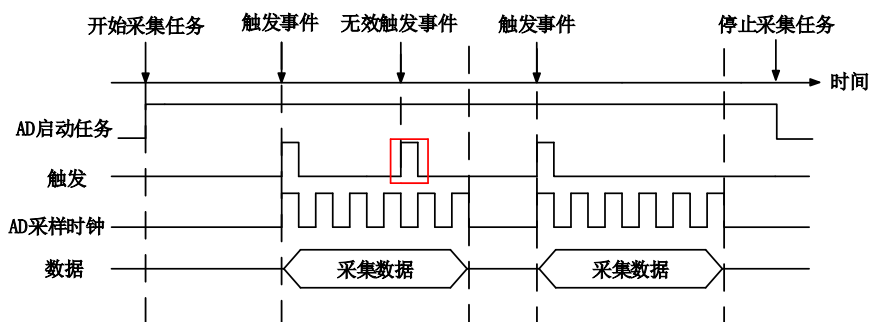 开始采集任务
触发事件
无效触发事件
触发事件
停止采集任务
时间
AD启动任务
触发
AD采样时钟
数据
采集数据
采集数据